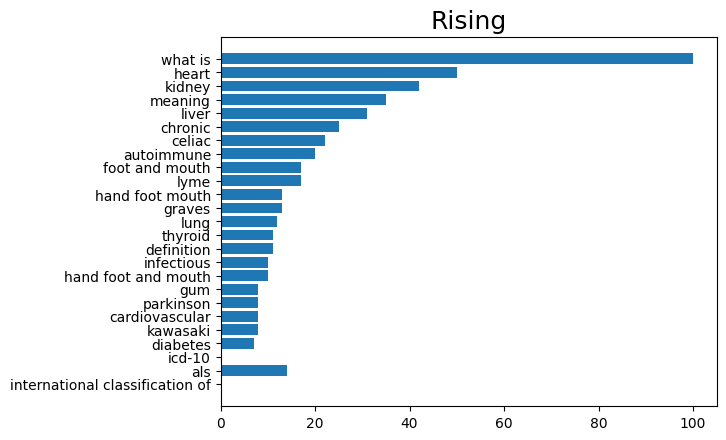 Rising
what is
heart
kidney
meaning
liver
chronic
celiac
autoimmune
foot and mouth
lyme
hand foot mouth
graves
lung
thyroid
definition
infectious
hand foot and mouth
gum
parkinson
cardiovascular
kawasaki
diabetes
icd-10
als
international classification of
0 20 40 60 80 100